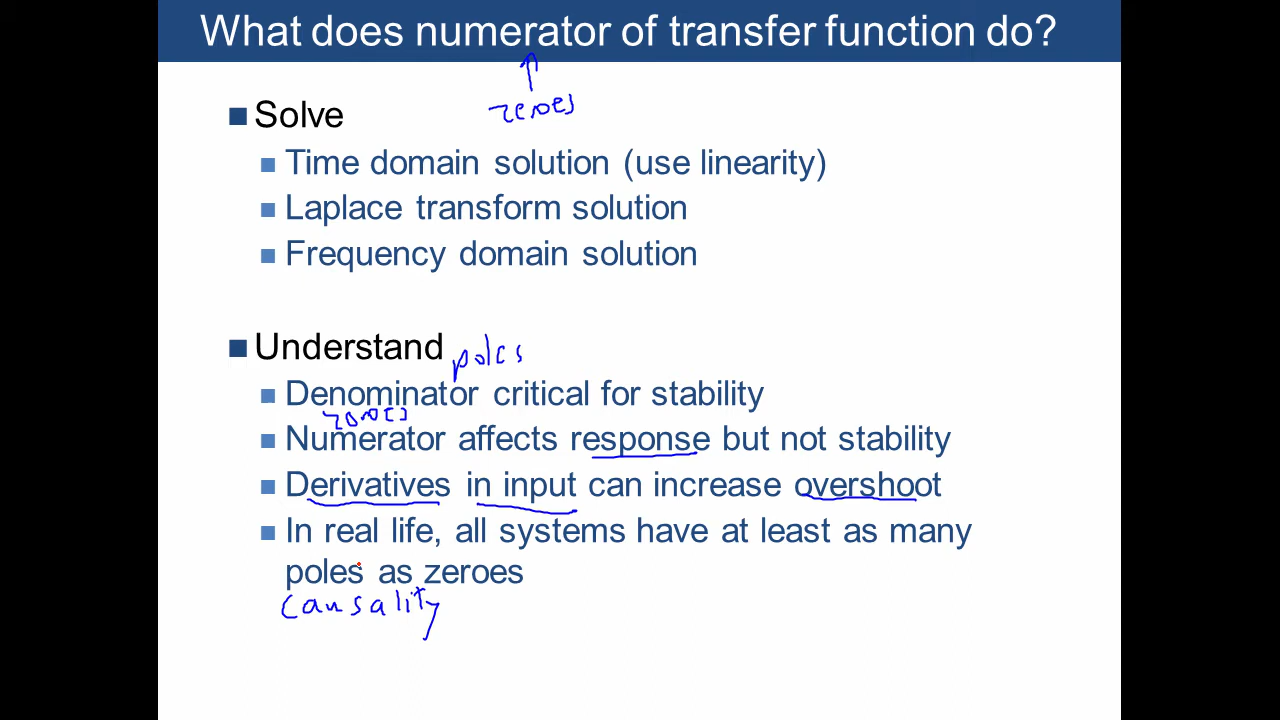 What does numerator of transfer function do?
zeroes
Solve
Time domain solution (use linearity)
Laplace transform solution
Frequency domain solution
Understand
poles
Denominator critical for stability
zeroes
Numerator affects response but not stability
Derivatives in input can increase overshoot
In real life, all systems have at least as many
poles as zeroes
causality